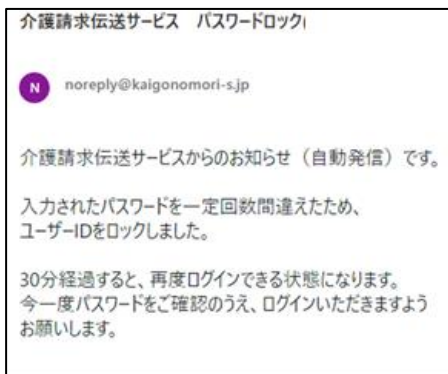 介護請求伝送サービス　パスワードロック
N
noreply@kaigonomori-s.jp
介護請求伝送サービスからのお知らせ（自動発信）です。
入力されたパスワードを一定回数間違えたため、
ユーザーIDをロックしました。
30分経過すると、再度ログインできる状態になります。
今一度パスワードをご確認のうえ、ログインいただきますよう
お願いします。